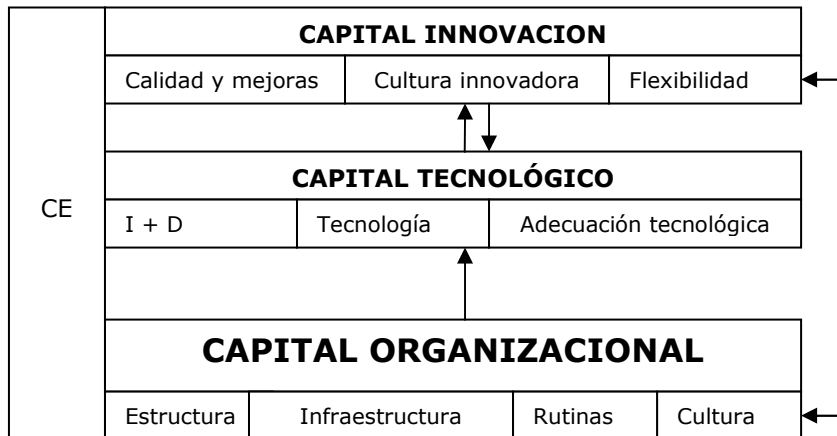 CAPITAL INNOVACION
Calidad y mejoras Cultura innovadora Flexibilidad
CAPITAL TECNOLÓGICO
CE
I + D Tecnología Adecuación tecnológica
CAPITAL ORGANIZACIONAL
Estructura Infraestructura Rutinas Cultura